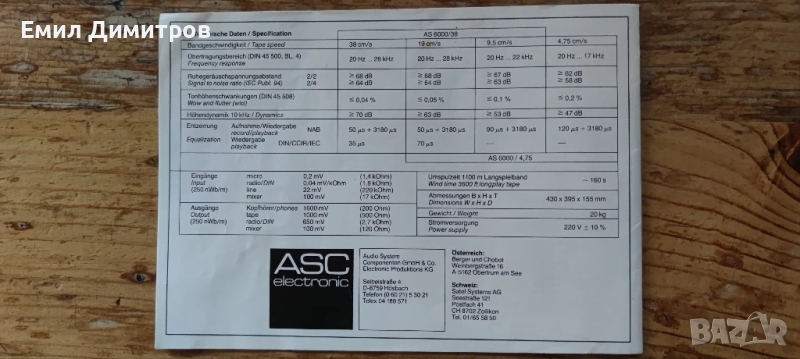 Емил Димитров
nische Daten / Specification
AS 6000/38
Bandgeschwindigkeit / Tape speed 38 cm/s 19 cm/s 9,5 cm/s 4,75 cm/s
Übertragungsbereich (DIN 45 500, BL. 4) 20 Hz ... 28 kHz 20 Hz ... 28 kHz 20 Hz ... 22 kHz 20 Hz ... 17 kHz
Frequency response
Ruhegeräuschspannungsabstand 2/2 ≥ 68 dB ≥ 68 dB ≥ 67 dB ≥ 62 dB
Signal to noise ratio (IEC Publ. 94) 2/4 ≥ 64 dB ≥ 64 dB ≥ 63 dB ≥ 58 dB
Tonhöhenschwankungen (DIN 45 508) ≤ 0,04 % ≤ 0,05 % ≤ 0,1 % ≤ 0,2 %
Wow and flutter (wtd)
Höhendynamik 10 kHz / Dynamics ≥ 70 dB ≥ 63 dB ≥ 53 dB ≥ 47 dB
Entzerrung Aufnahme/Wiedergabe NAB 50 μs + 3180 μs 50 μs + 3180 μs 90 μs + 3180 μs 120 μs + 3180 μs
record/playback
Equalization Wiedergabe DIN/CCIR/IEC 35 μs 70 μs — —
playback
AS 6000 / 4,75
Eingänge micro 0,2 mV (1,4 kOhm)
Input radio/DIN 0,04 mV/kOhm (1,8 kOhm)
(250 nWb/m) line 22 mV (220 kOhm)
mixer 100 mV (17 kOhm)
Ausgänge Kopfhörer/phones 1600 mV (200 Ohm)
Output tape 1000 mV (500 Ohm)
(250 nWb/m) radio/DIN 650 mV (2,7 kOhm)
mixer 100 mV (120 Ohm)
Umspulzeit 1100 m Langspielband ~ 160 s
Wind time 3600 ft longplay tape
Abmessungen B x H x T 430 x 395 x 155 mm
Dimensions W x H x D
Gewicht / Weight 20 kg
Stromversorgung 220 V ± 10 %
Power supply
ASC
electronic
Audio System
Componenten GmbH & Co.
Electronic Produktions KG
Seibelstraße 4
D-8759 Hösbach
Telefon (0 60 21) 5 30 21
Telex 04 188 571
Österreich:
Berger und Chobot
Weinbergstraße 16
A 5162 Obertrum am See
Schweiz:
Satel Systems AG
Seestraße 121
Postfach 41
CH 8702 Zollikon
Tel. 01/65 58 50
BAZAR